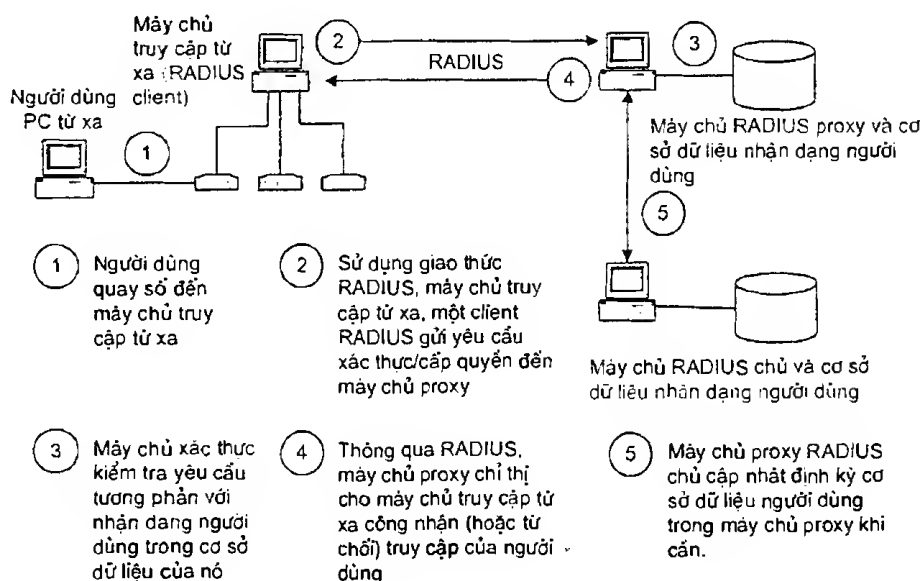 Máy chủ
truy cập từ
xa (RADIUS
client)
2
RADIUS
4
3
Người dùng
PC từ xa
1
Máy chủ RADIUS proxy và cơ
sở dữ liệu nhận dạng người
dùng
5
1
Người dùng
quay số đến
máy chủ truy
cập từ xa
2
Sử dụng giao thức
RADIUS, máy chủ truy
cập từ xa, một client
RADIUS gửi yêu cầu
xác thực/cấp quyền đến
máy chủ proxy
Máy chủ RADIUS chủ và cơ sở
dữ liệu nhân dạng người dùng
3
Máy chủ xác thực
kiểm tra yêu cầu
tương phản với
nhận dang người
dùng trong cơ sở
dữ liệu của nó
4
Thông qua RADIUS,
máy chủ proxy chỉ thị
cho máy chủ truy cập từ
xa công nhận (hoặc từ
chối) truy cập của người
dùng
5
Máy chủ proxy RADIUS
chủ cập nhât định kỳ cơ
sở dữ liệu người dùng
trong máy chủ proxy khi
cần.